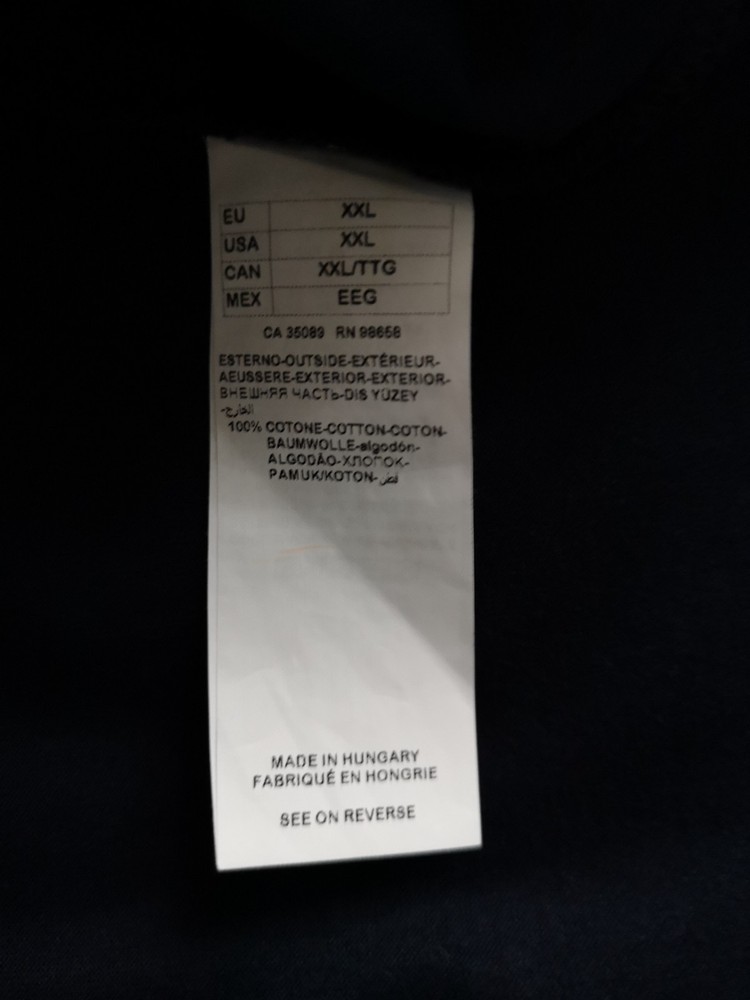 EU XXL
USA XXL
CAN XXL/TTG
MEX EEG
CA 35089 RN 98658
ESTERNO-OUTSIDE-EXTÉRIEUR-
AEUSSERE-EXTERIOR-EXTERIOR-
ВНЕШНЯЯ ЧАСТЬ-DIS YÜZEY
-الخارج
100% COTONE-COTTON-COTON-
BAUMWOLLE-algodón-
ALGODÃO-ХЛОПОК-
PAMUK/KOTON-قطن
MADE IN HUNGARY
FABRIQUÉ EN HONGRIE
SEE ON REVERSE